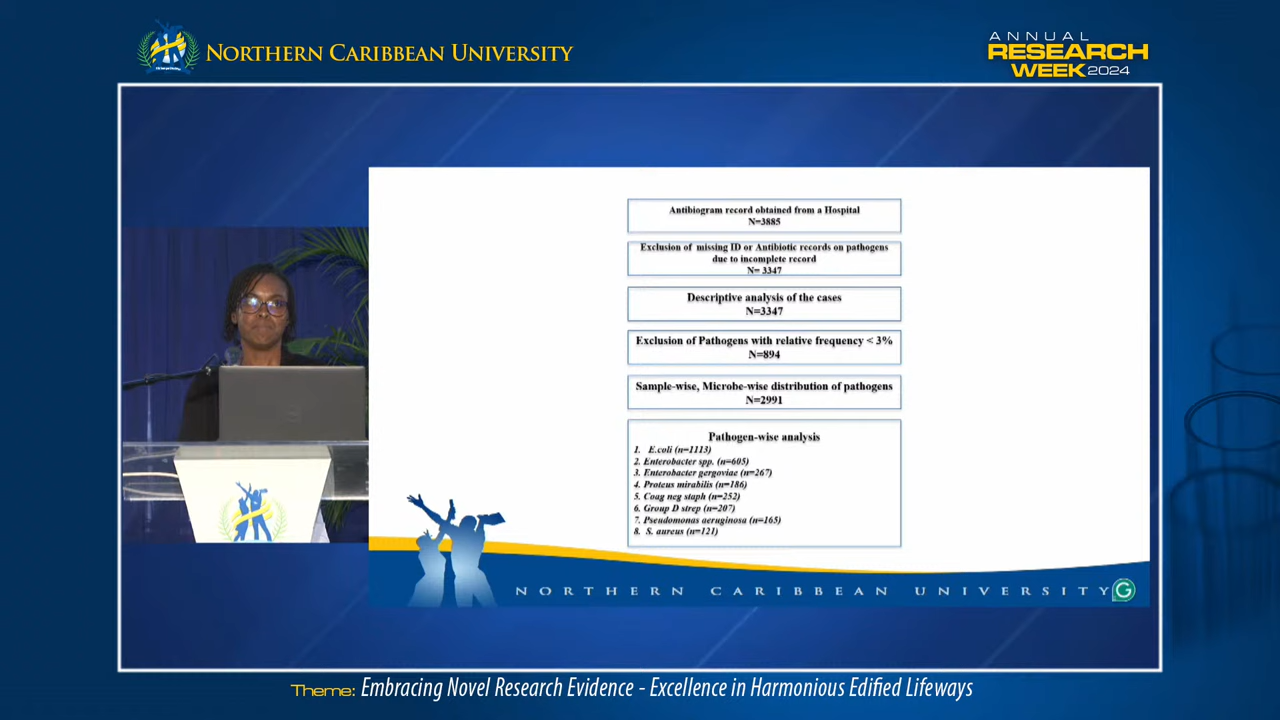 NORTHERN CARIBBEAN UNIVERSITY
ANNUAL
RESEARCH
WEEK 2024
Antibiogram record obtained from a Hospital
N=3885
Exclusion of missing ID or Antibiotic records on pathogens
due to incomplete record
N= 3347
Descriptive analysis of the cases
N=3347
Exclusion of Pathogens with relative frequency < 3%
N=894
Sample-wise, Microbe-wise distribution of pathogens
N=2991
Pathogen-wise analysis
1. E.coli (n=1113)
2. Enterobacter spp. (n=605)
3. Enterobacter gergoviae (n=267)
4. Proteus mirabilis (n=186)
5. Coag neg staph (n=252)
6. Group D strep (n=207)
7. Pseudomonas aeruginosa (n=165)
8. S. aureus (n=121)
NORTHERN CARIBBEAN UNIVERSITY
G
Theme: Embracing Novel Research Evidence - Excellence in Harmonious Edified Lifeways